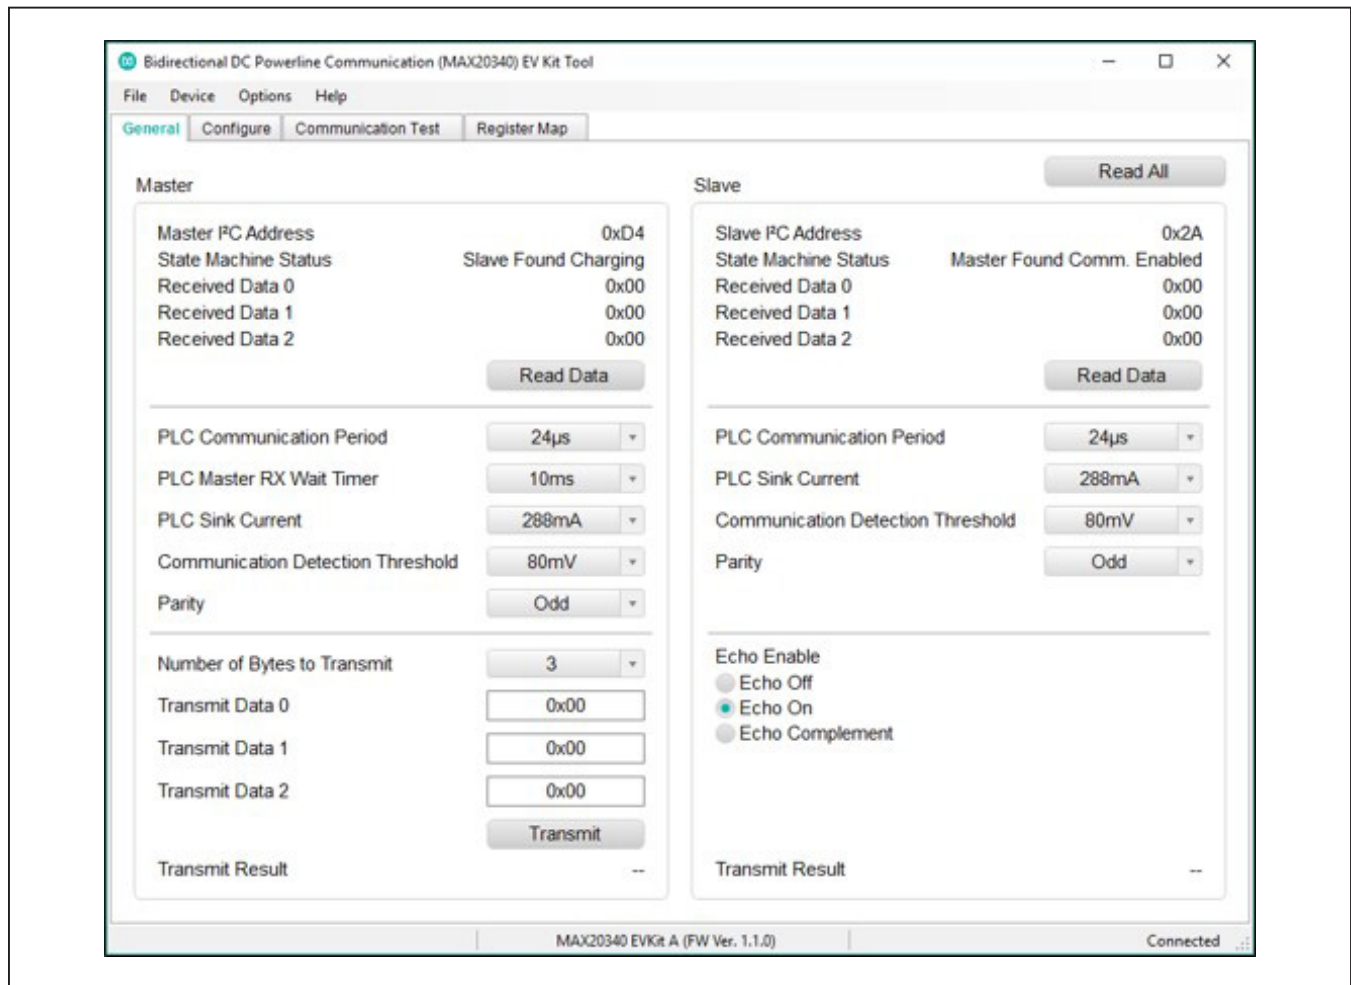 Bidirectional DC Powerline Communication (MAX20340) EV Kit Tool
File Device Options Help
General Configure Communication Test Register Map
Read All
Master
Master I²C Address 0xD4
State Machine Status Slave Found Charging
Received Data 0 0x00
Received Data 1 0x00
Received Data 2 0x00
Read Data
PLC Communication Period 24µs
PLC Master RX Wait Timer 10ms
PLC Sink Current 288mA
Communication Detection Threshold 80mV
Parity Odd
Number of Bytes to Transmit 3
Transmit Data 0 0x00
Transmit Data 1 0x00
Transmit Data 2 0x00
Transmit
Transmit Result --
Slave
Slave I²C Address 0x2A
State Machine Status Master Found Comm. Enabled
Received Data 0 0x00
Received Data 1 0x00
Received Data 2 0x00
Read Data
PLC Communication Period 24µs
PLC Sink Current 288mA
Communication Detection Threshold 80mV
Parity Odd
Echo Enable
Echo Off
Echo On
Echo Complement
Transmit Result --
MAX20340 EVKit A (FW Ver. 1.1.0) Connected